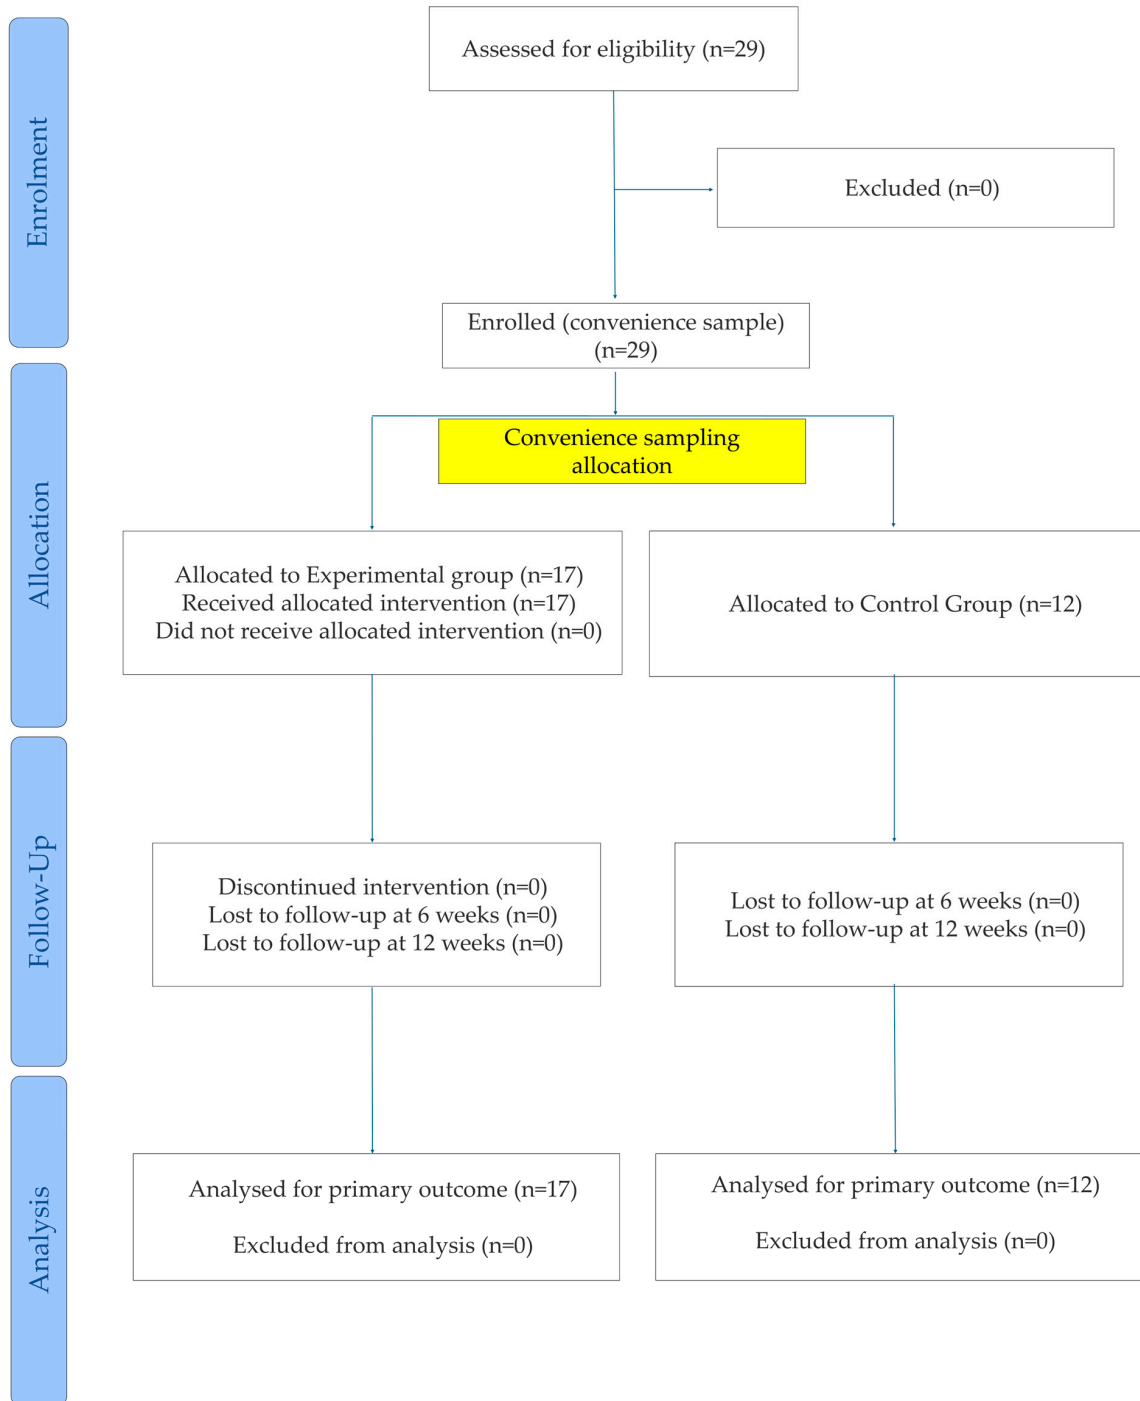 Enrolment
Assessed for eligibility (n=29)
Excluded (n=0)
Enrolled (convenience sample)
(n=29)
Allocation
Convenience sampling
allocation
Allocated to Experimental group (n=17)
Received allocated intervention (n=17)
Did not receive allocated intervention (n=0)
Allocated to Control Group (n=12)
Follow-Up
Discontinued intervention (n=0)
Lost to follow-up at 6 weeks (n=0)
Lost to follow-up at 12 weeks (n=0)
Lost to follow-up at 6 weeks (n=0)
Lost to follow-up at 12 weeks (n=0)
Analysis
Analysed for primary outcome (n=17)
Excluded from analysis (n=0)
Analysed for primary outcome (n=12)
Excluded from analysis (n=0)